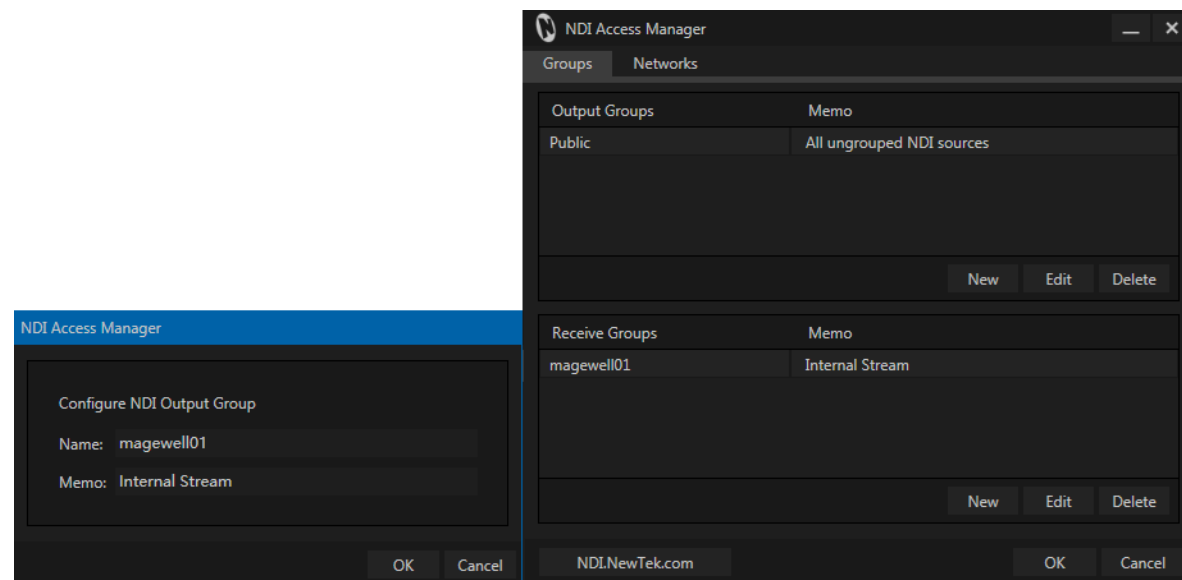 NDI Access Manager
Groups Networks
Output Groups Memo
Public All ungrouped NDI sources
New Edit Delete
Receive Groups Memo
magewell01 Internal Stream
New Edit Delete
NDI.NewTek.com OK Cancel
NDI Access Manager
Configure NDI Output Group
Name: magewell01
Memo: Internal Stream
OK Cancel